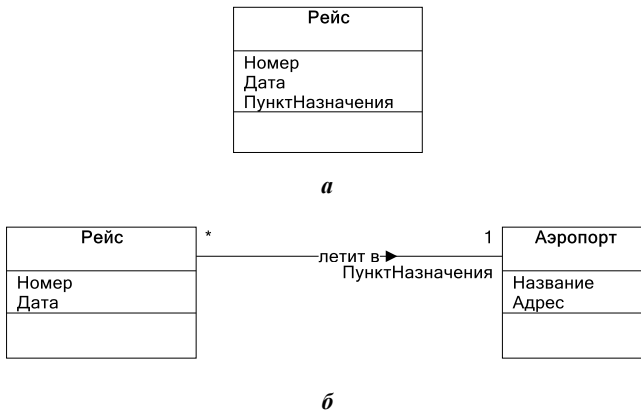 Рейс
Номер
Дата
ПунктНазначения
а
Рейс
Номер
Дата
*
летит в
ПунктНазначения
1
Аэропорт
Название
Адрес
б